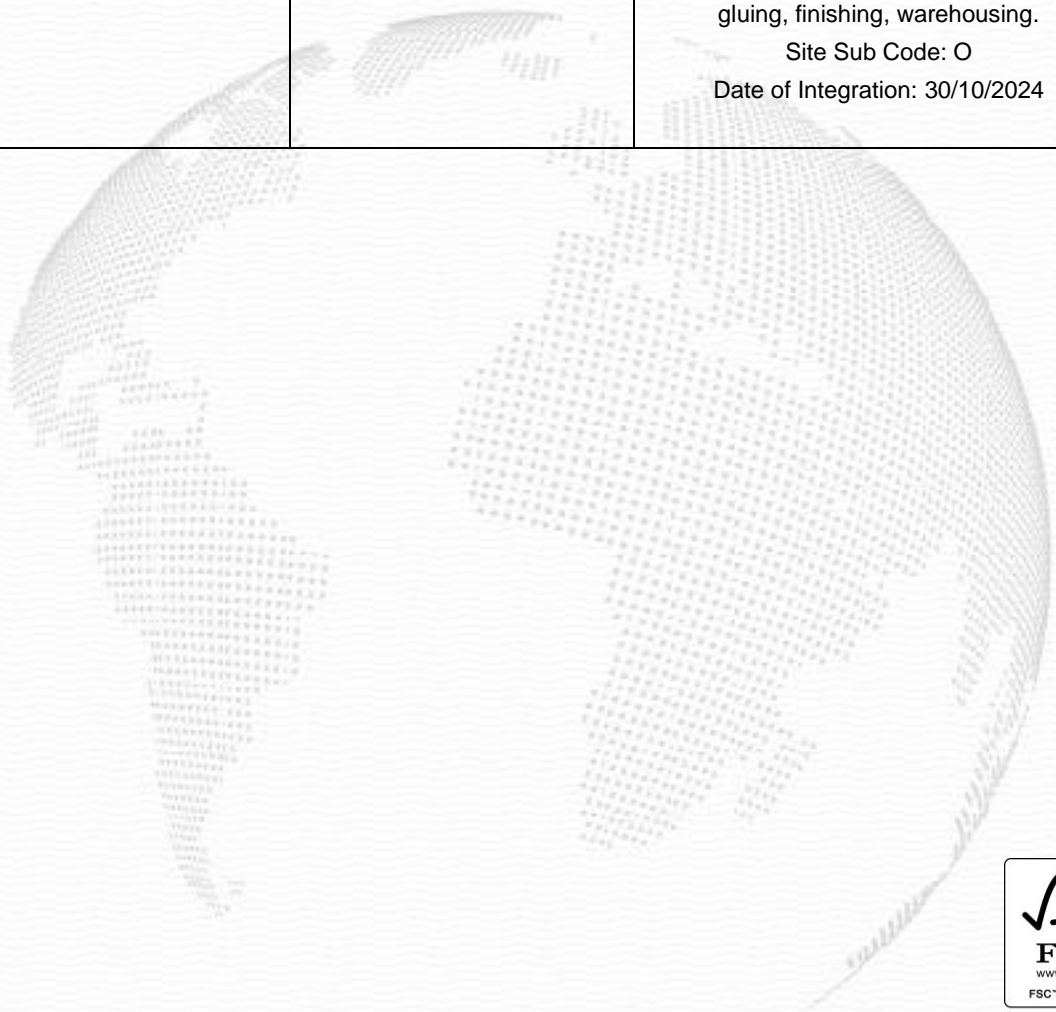 gluing, finishing, warehousing.
Site Sub Code: O
Date of Integration: 30/10/2024